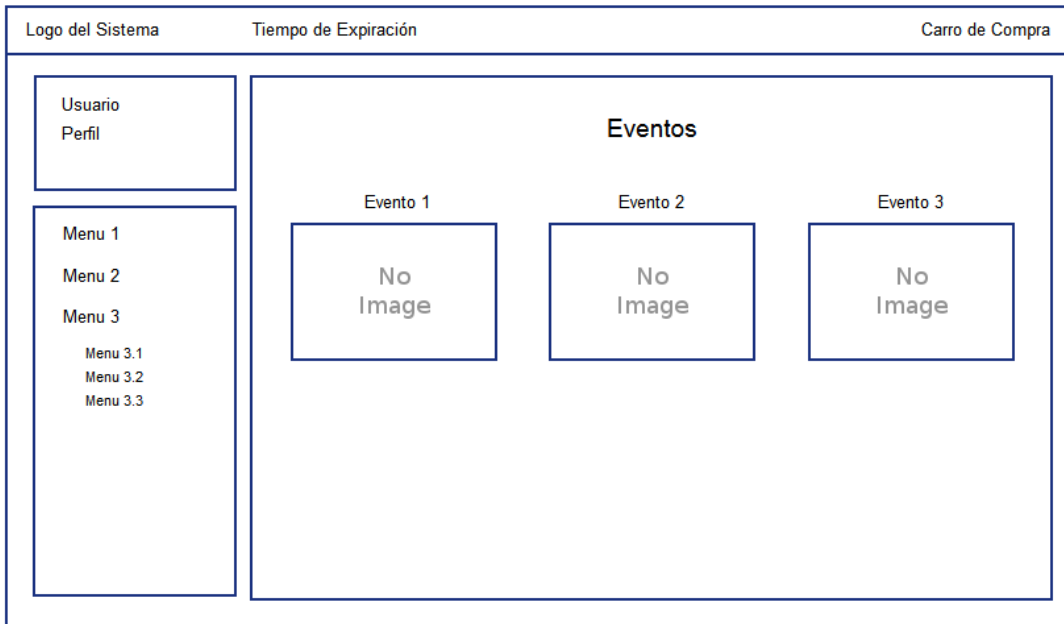 Logo del Sistema
Tiempo de Expiración
Carro de Compra
Usuario
Perfil
Menu 1
Menu 2
Menu 3
Menu 3.1
Menu 3.2
Menu 3.3
Eventos
Evento 1
Evento 2
Evento 3
No
Image
No
Image
No
Image